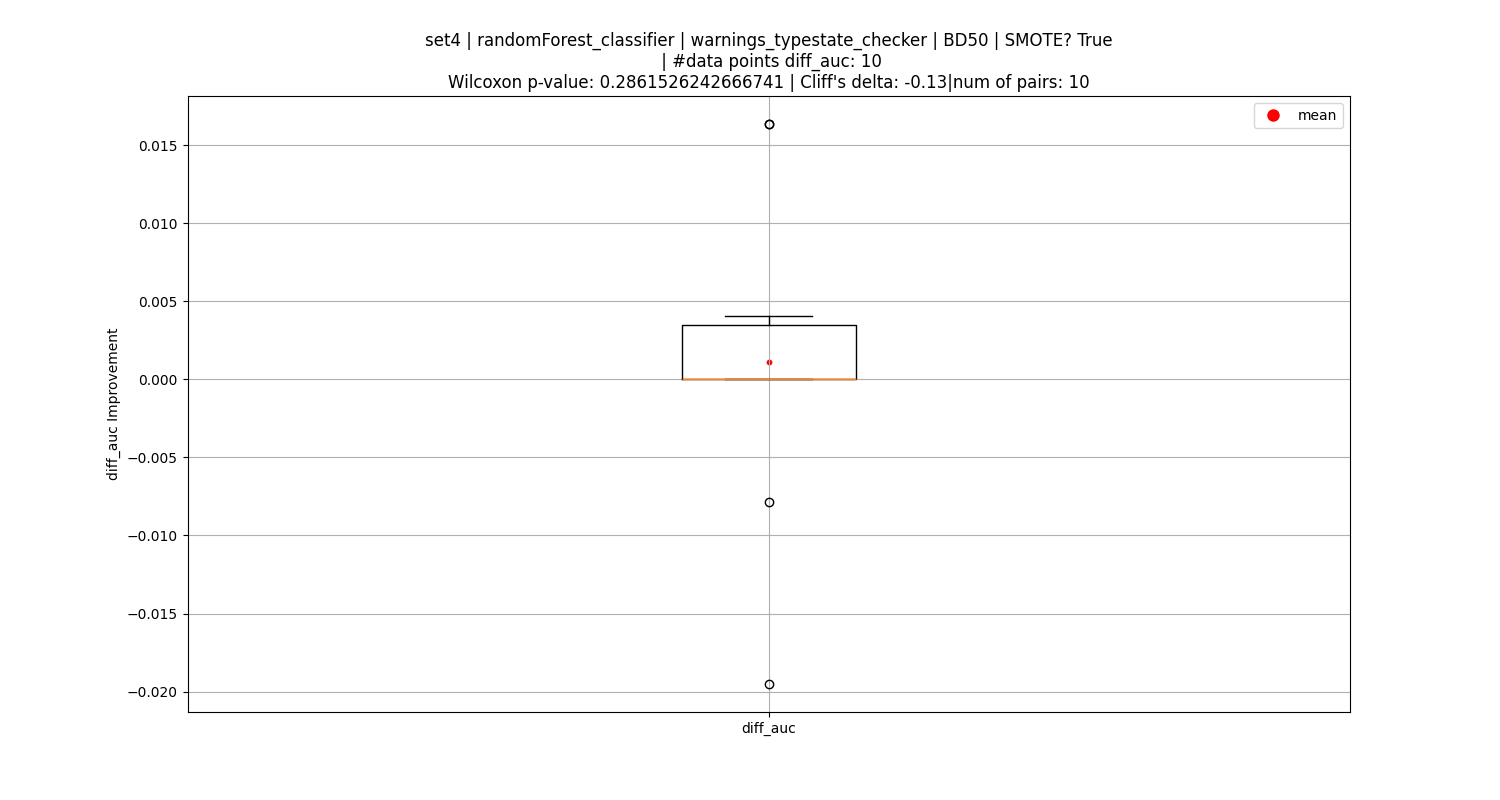 set4 | randomForest_classifier | warnings_typestate_checker | BD50 | SMOTE? True
| #data points diff_auc: 10
Wilcoxon p-value: 0.2861526242666741 | Cliff's delta: -0.13|num of pairs: 10
mean
0.015
0.010
0.005
0.000
−0.005
−0.010
−0.015
−0.020
diff_auc Improvement
diff_auc